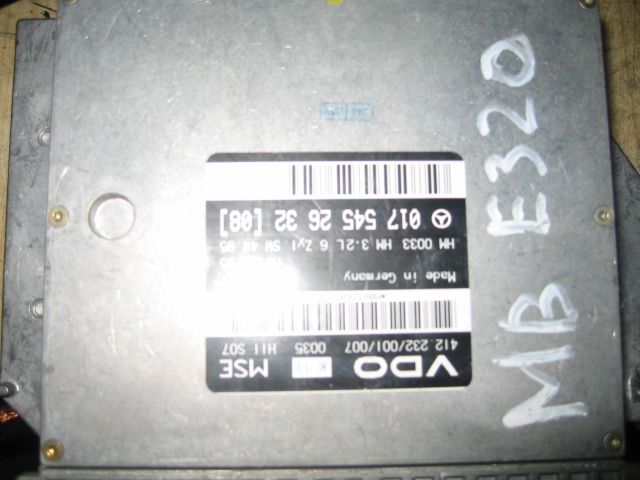 VDO MSE
412.232/001/007 0035 H11 S07
Made in Germany
HM 0033 HM 3.2L 6 Zyl SW 44.95
017 545 26 32 [08]
MB E320